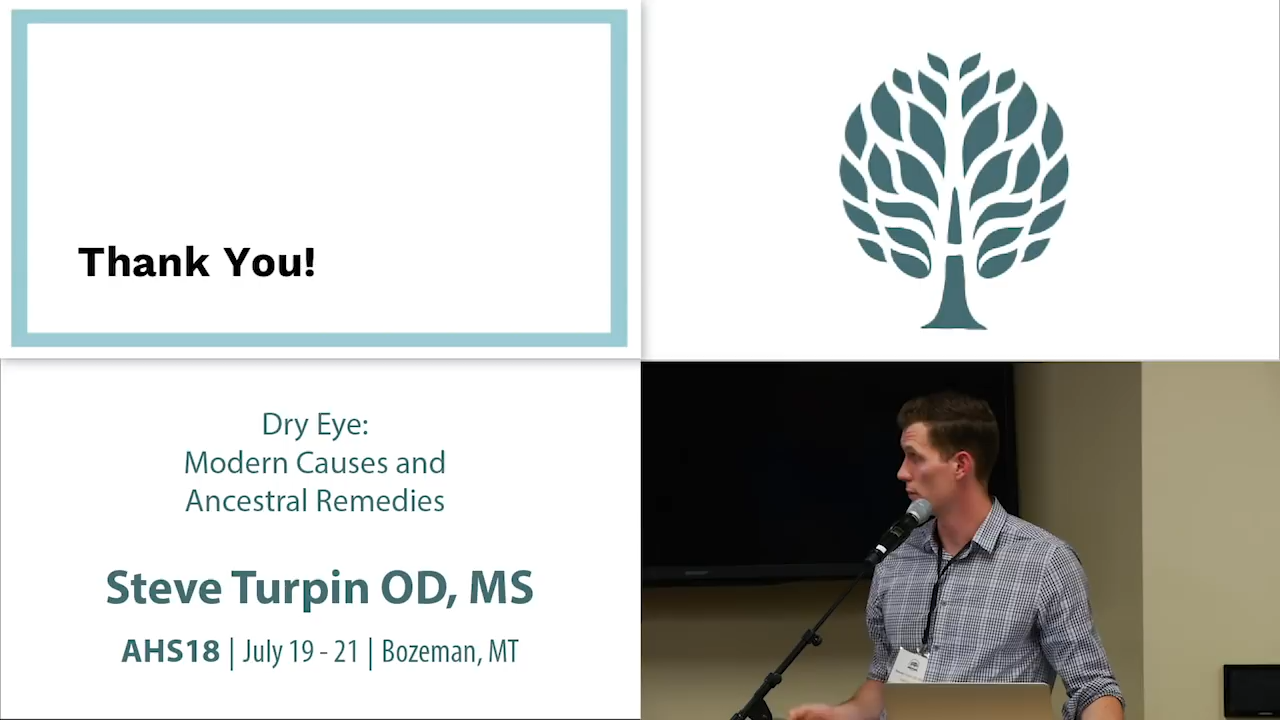 Thank You!
Dry Eye:
Modern Causes and
Ancestral Remedies
Steve Turpin OD, MS
AHS18 | July 19 - 21 | Bozeman, MT